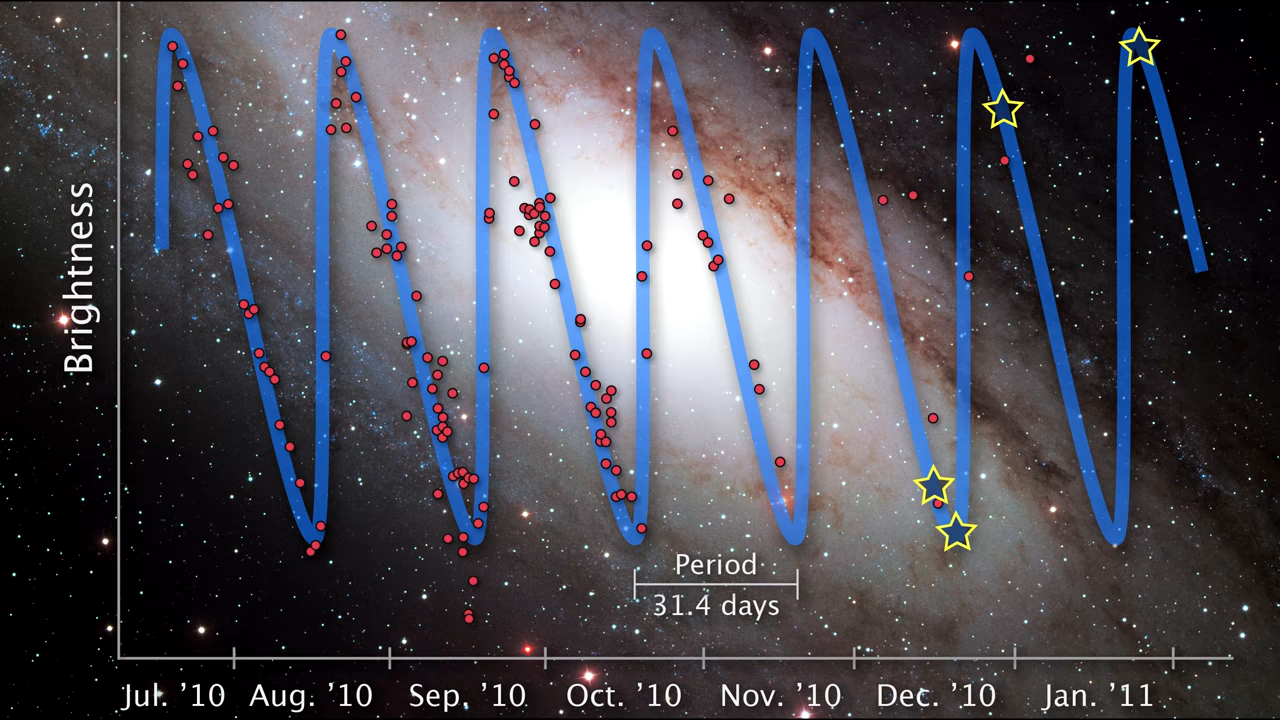 Brightness
Period
31.4 days
Jul. ’10 Aug. ’10 Sep. ’10 Oct. ’10 Nov. ’10 Dec. ’10 Jan. ’11